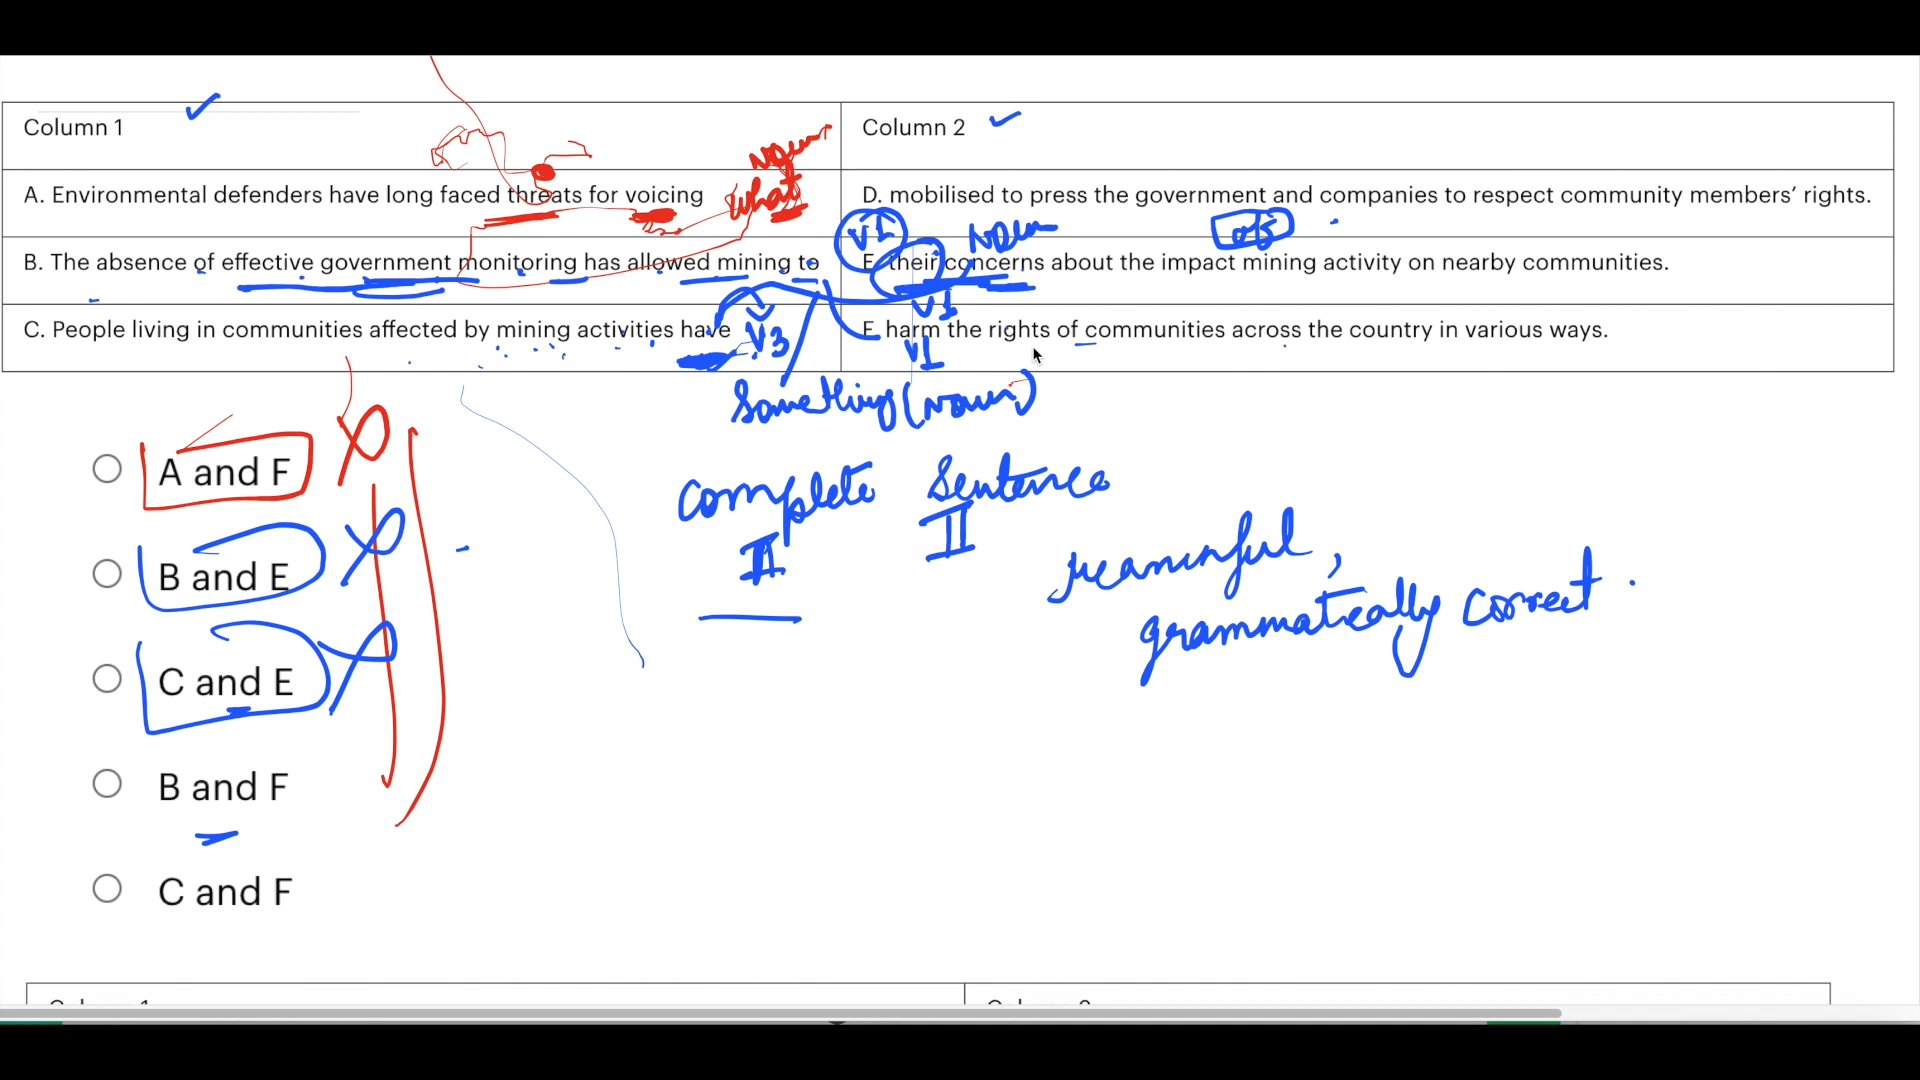 Column 1
Column 2
Noun
A. Environmental defenders have long faced threats for voicing
what
D. mobilised to press the government and companies to respect community members’ rights.
V1
Noun
B. The absence of effective government monitoring has allowed mining to
E. their concerns about the impact mining activity on nearby communities.
V1
C. People living in communities affected by mining activities have
V3
F. harm the rights of communities across the country in various ways.
V1
Something (Noun)
A and F
complete Sentence
B and E
meaninful,
grammatically correct.
C and E
B and F
C and F